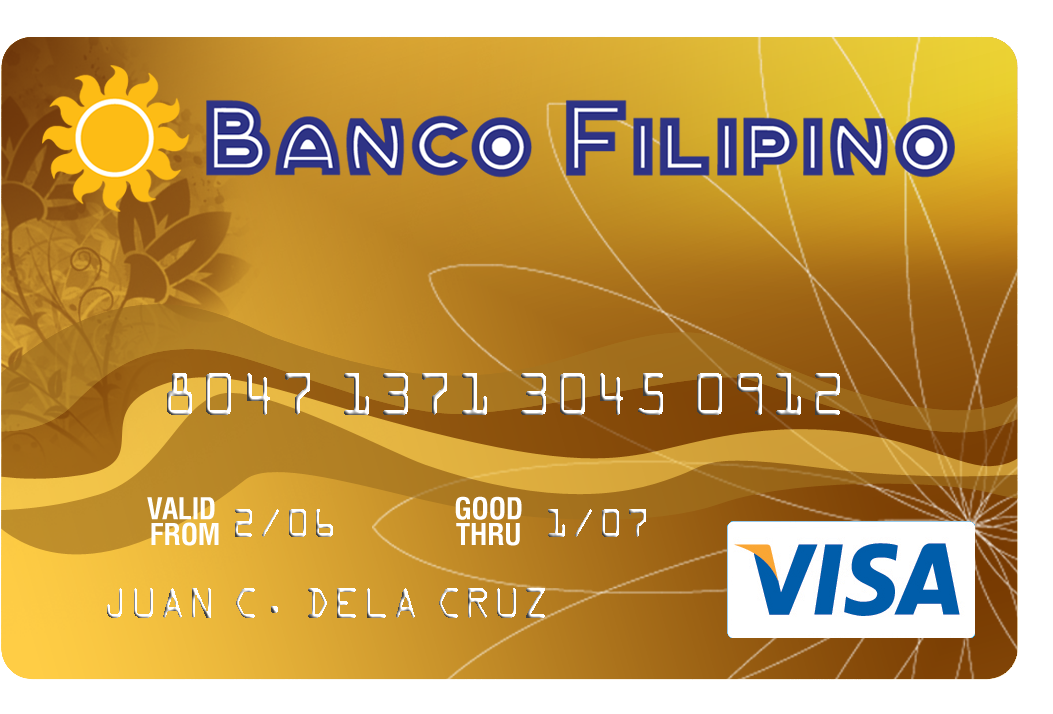 BANCO FILIPINO
8047 1371 3045 0912
VALID FROM 2/06 GOOD THRU 1/07
JUAN C. DELA CRUZ
VISA